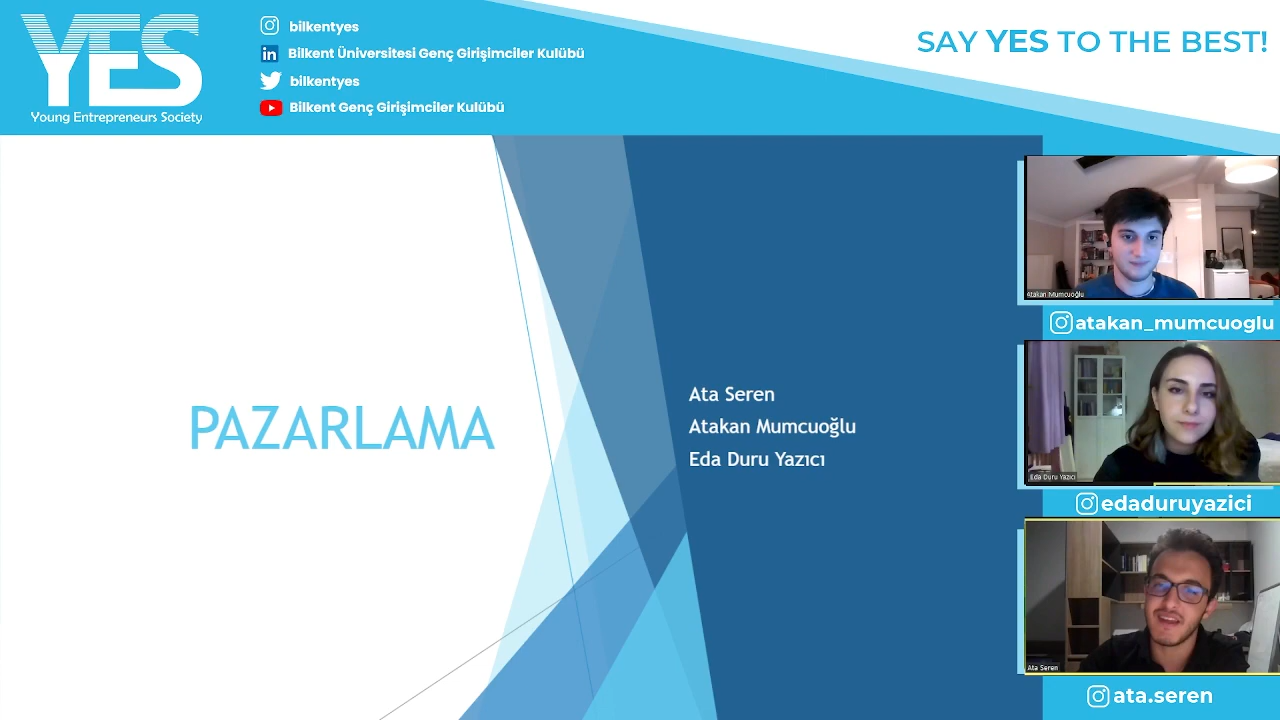 YES
Young Entrepreneurs Society
bilkentyes
Bilkent Üniversitesi Genç Girişimciler Kulübü
bilkentyes
Bilkent Genç Girişimciler Kulübü
SAY YES TO THE BEST!
PAZARLAMA
Ata Seren
Atakan Mumcuoğlu
Eda Duru Yazıcı
Atakan Mumcuoğlu
atakan_mumcuoglu
Eda Duru Yazıcı
edaduruyazici
Ata Seren
ata.seren